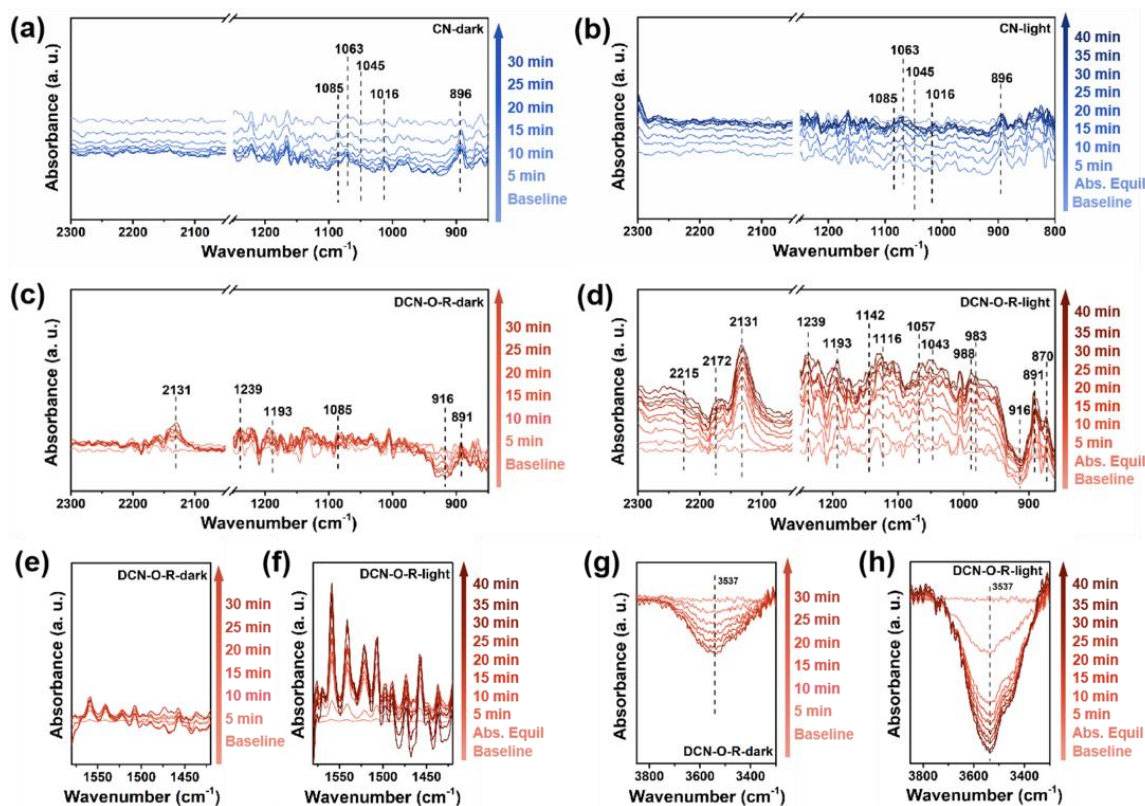 (a)
CN-dark
1063
1045
1085
1016
896
Absorbance (a. u.)
2300 2200 2100 1200 1100 1000 900
Wavenumber (cm-1)
30 min
25 min
20 min
15 min
10 min
5 min
Baseline
(b)
CN-light
1063
1045
1085
1016
896
Absorbance (a. u.)
2300 2200 2100 1200 1100 1000 900 800
Wavenumber (cm-1)
40 min
35 min
30 min
25 min
20 min
15 min
10 min
5 min
Abs. Equil
Baseline
(c)
DCN-O-R-dark
2131
1239
1193
1085
916
891
Absorbance (a. u.)
2300 2200 2100 1200 1100 1000 900
Wavenumber (cm-1)
30 min
25 min
20 min
15 min
10 min
5 min
Baseline
(d)
DCN-O-R-light
2215
2172
2131
1239
1193
1142
1116
1057
1043
988
983
916
891
870
Absorbance (a. u.)
2300 2200 2100 1200 1100 1000 900
Wavenumber (cm-1)
40 min
35 min
30 min
25 min
20 min
15 min
10 min
5 min
Abs. Equil
Baseline
(e)
DCN-O-R-dark
Absorbance (a. u.)
1550 1500 1450
Wavenumber (cm-1)
30 min
25 min
20 min
15 min
10 min
5 min
Baseline
(f)
DCN-O-R-light
1550 1500 1450
Wavenumber (cm-1)
40 min
35 min
30 min
25 min
20 min
15 min
10 min
5 min
Abs. Equil
Baseline
(g)
3537
Absorbance (a. u.)
DCN-O-R-dark
3800 3600 3400
Wavenumber (cm-1)
30 min
25 min
20 min
15 min
10 min
5 min
Baseline
(h)
DCN-O-R-light
3537
Absorbance (a. u.)
3800 3600 3400
Wavenumber (cm-1)
40 min
35 min
30 min
25 min
20 min
15 min
10 min
5 min
Abs. Equil
Baseline